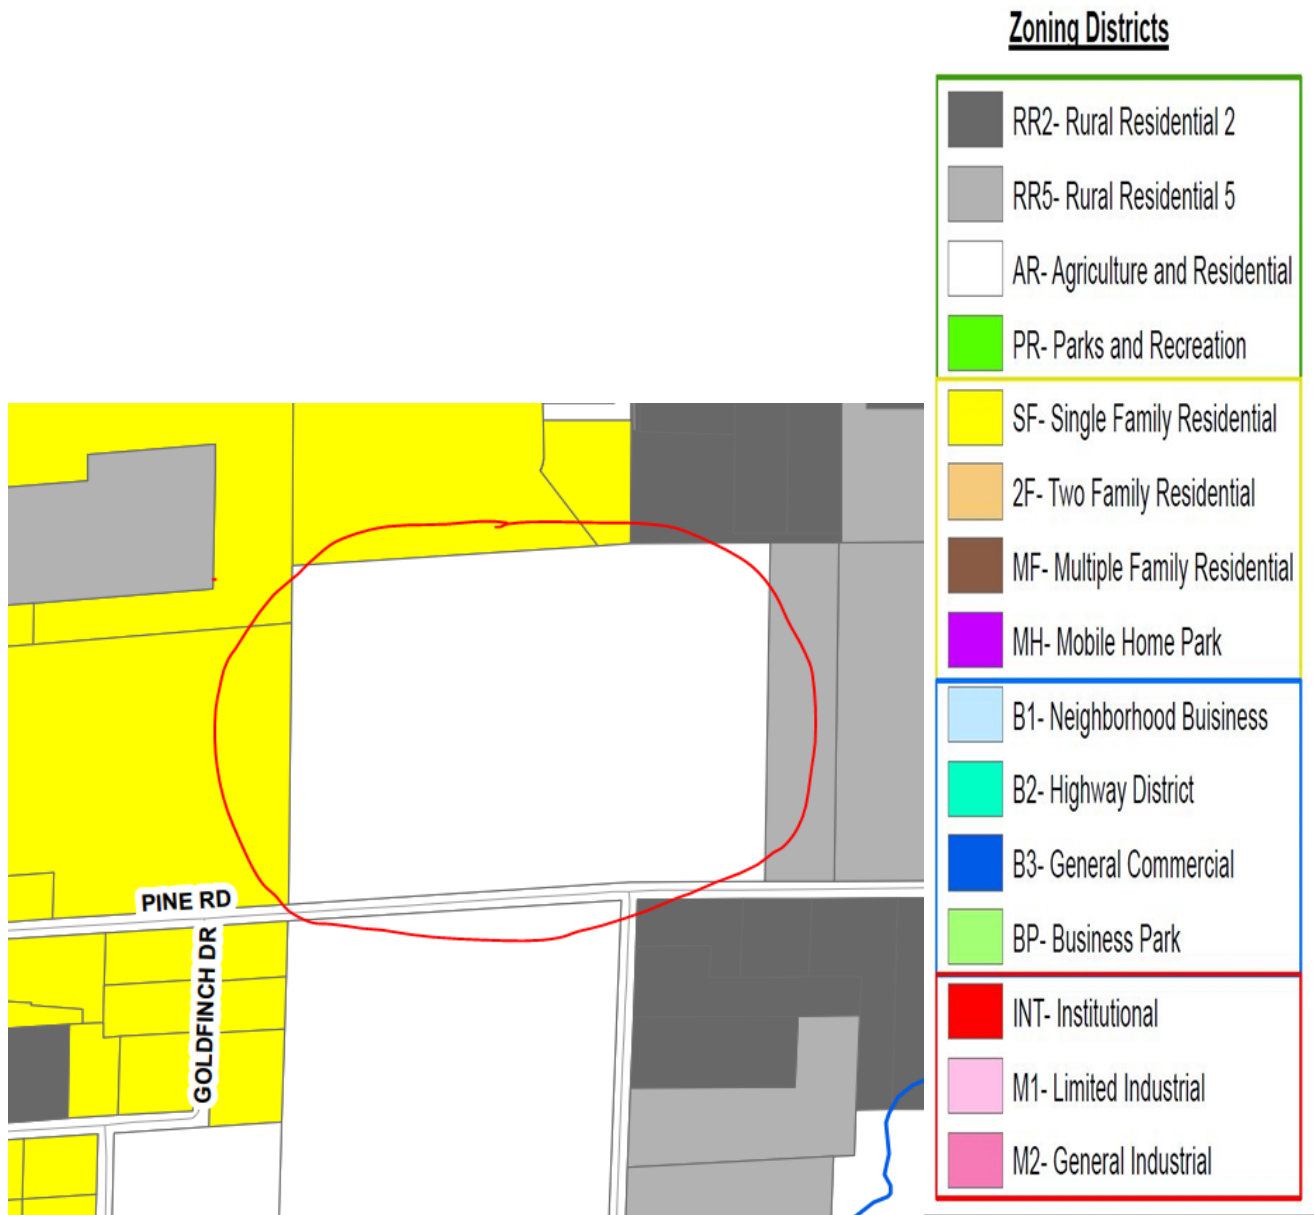 Zoning Districts
RR2- Rural Residential 2
RR5- Rural Residential 5
AR- Agriculture and Residential
PR- Parks and Recreation
SF- Single Family Residential
2F- Two Family Residential
MF- Multiple Family Residential
MH- Mobile Home Park
B1- Neighborhood Buisiness
B2- Highway District
B3- General Commercial
BP- Business Park
INT- Institutional
M1- Limited Industrial
M2- General Industrial
PINE RD
GOLDFINCH DR